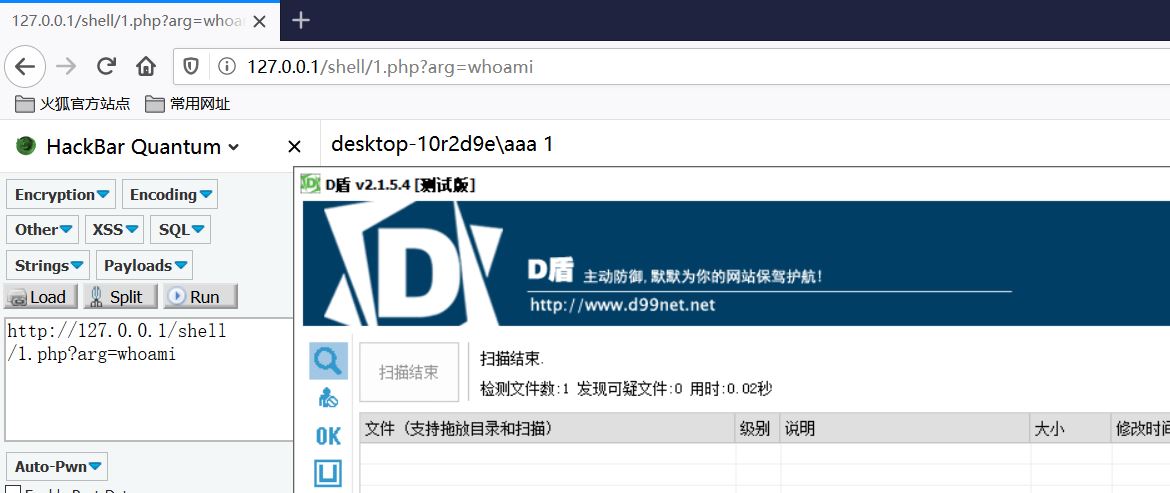 127.0.0.1/shell/1.php?arg=whoar
127.0.0.1/shell/1.php?arg=whoami
火狐官方站点 常用网址
HackBar Quantum
desktop-10r2d9e\aaa 1
Encryption Encoding
Other XSS SQL
Strings Payloads
Load Split Run
http://127.0.0.1/shell
/1.php?arg=whoami
Auto-Pwn
D盾 v2.1.5.4 [测试版]
D
D盾 主动防御,默默为你的网站保驾护航!
http://www.d99net.net
扫描结束
扫描结束.
检测文件数:1 发现可疑文件:0 用时:0.02秒
OK
文件 (支持拖放目录和扫描) 级别 说明 大小 修改时间